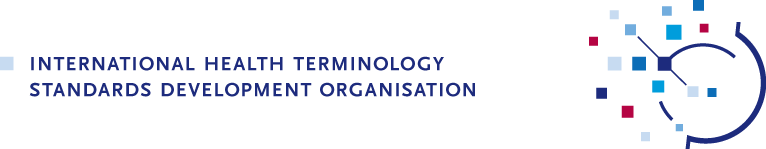 INTERNATIONAL HEALTH TERMINOLOGY
STANDARDS DEVELOPMENT ORGANISATION